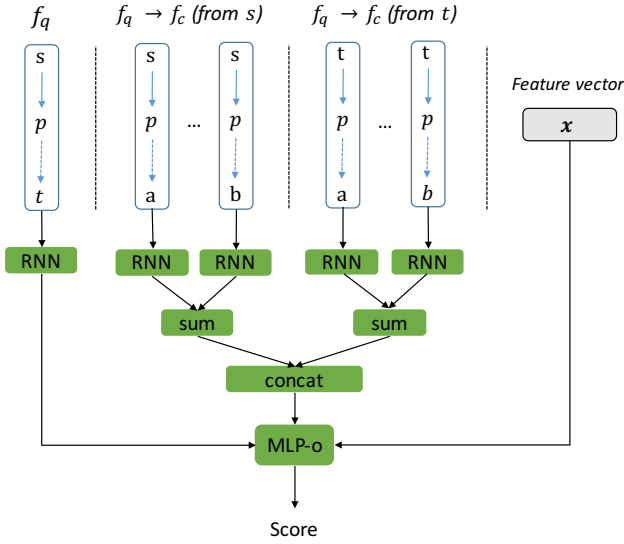 f_q
f_q → f_c (from s)
f_q → f_c (from t)
s
s
s
t
t
Feature vector
p
p
...
p
p
...
p
x
t
a
b
a
b
RNN
RNN
RNN
RNN
RNN
sum
sum
concat
MLP-o
Score